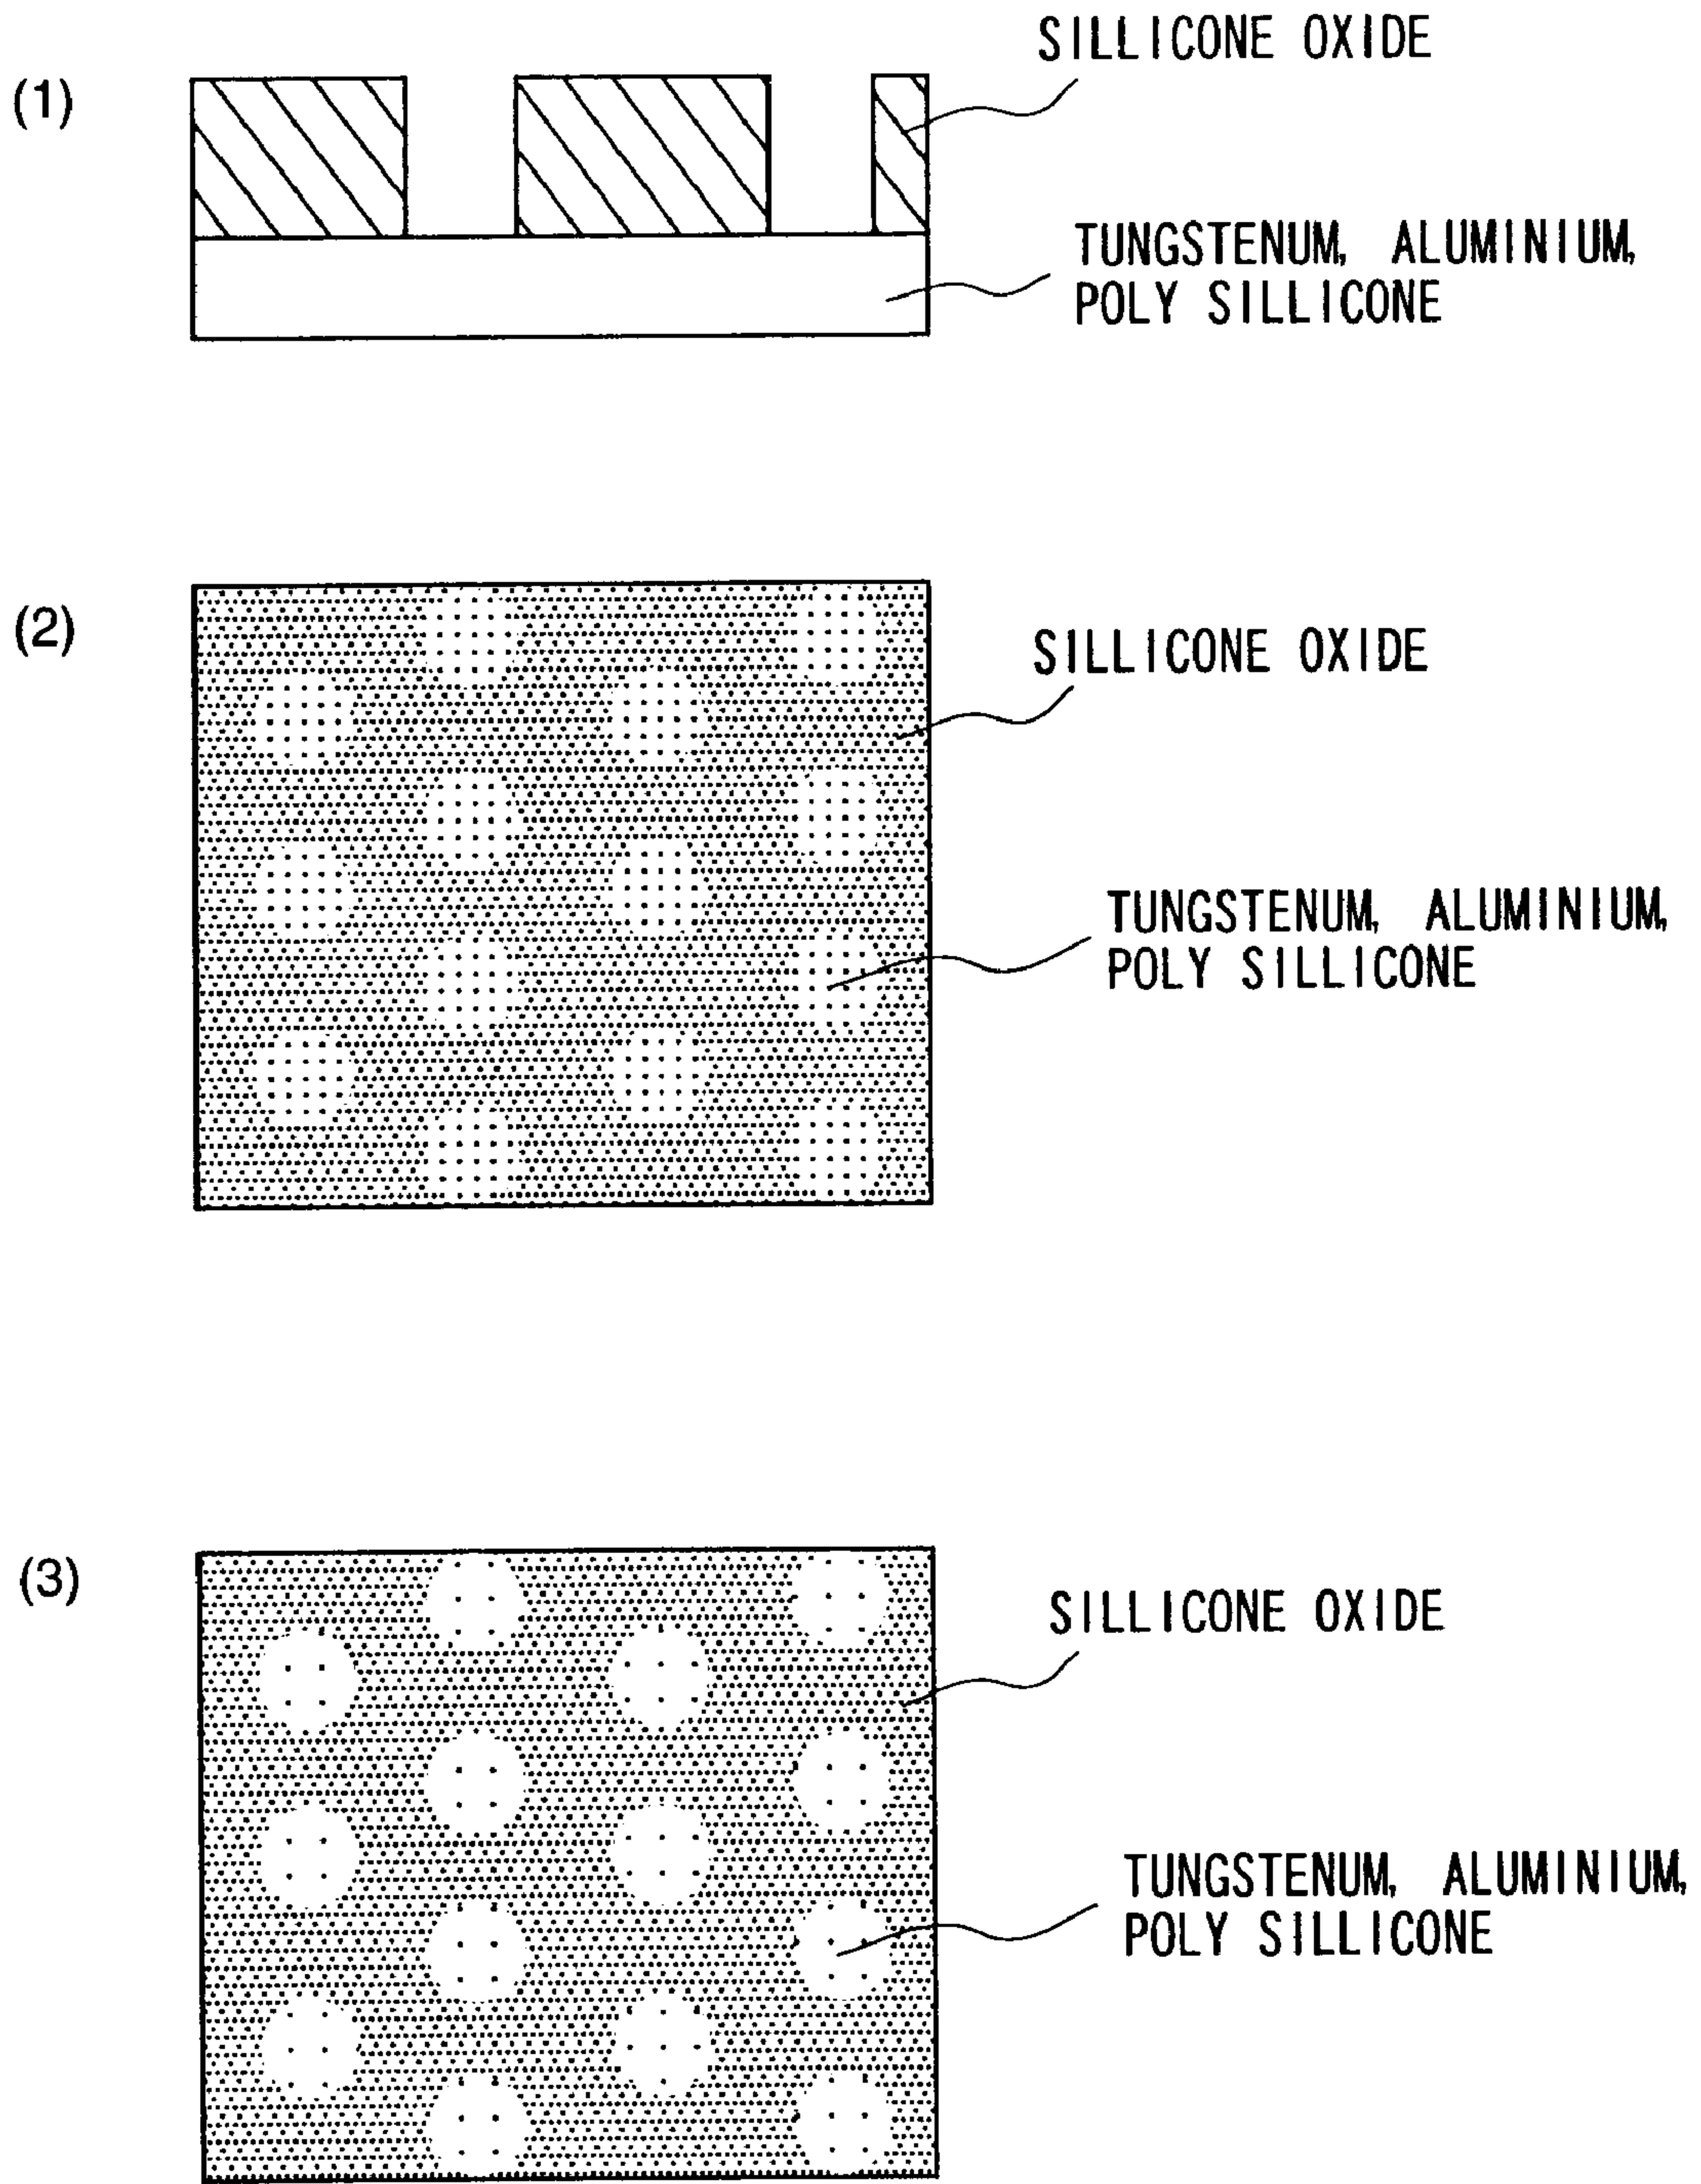 SILLICONE OXIDE
(1)
TUNGSTENUM, ALUMINIUM,
POLY SILLICONE
(2)
SILLICONE OXIDE
TUNGSTENUM, ALUMINIUM,
POLY SILLICONE
(3)
SILLICONE OXIDE
TUNGSTENUM, ALUMINIUM,
POLY SILLICONE